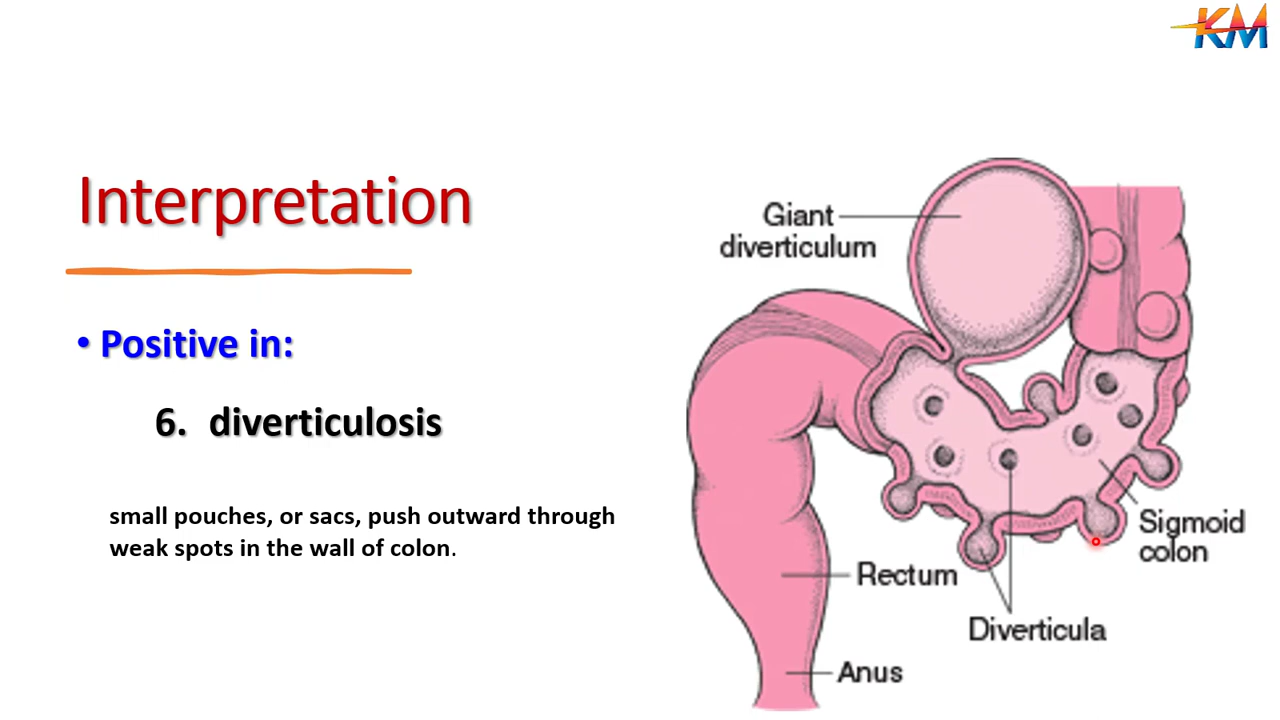 KM
Interpretation
• Positive in:
6. diverticulosis
small pouches, or sacs, push outward through
weak spots in the wall of colon.
Giant
diverticulum
Sigmoid
colon
Rectum
Diverticula
Anus